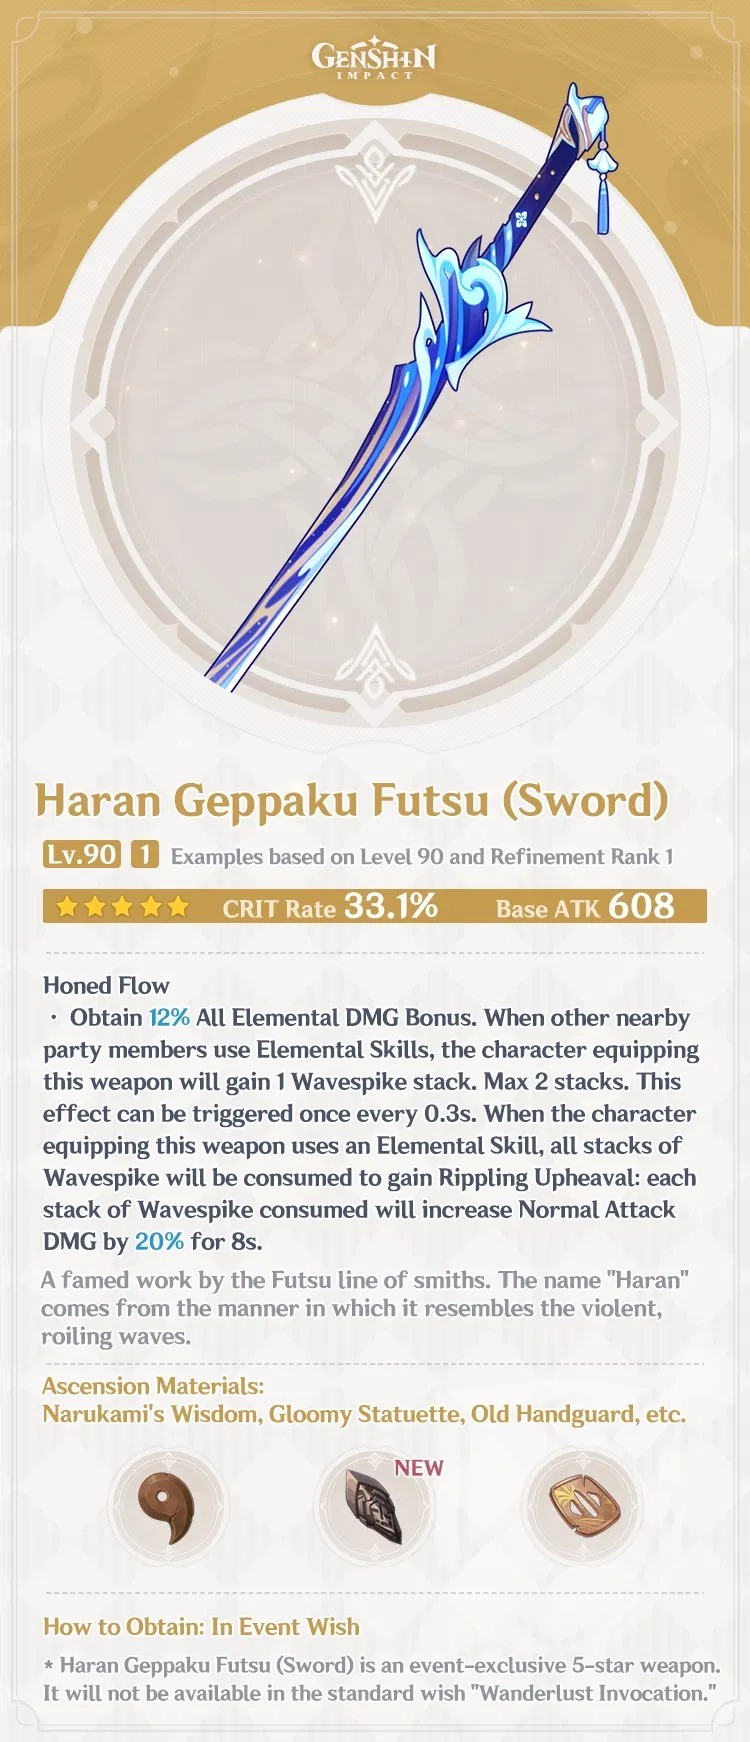 GENSHIN
IMPACT
Haran Geppaku Futsu (Sword)
Lv.90 1 Examples based on Level 90 and Refinement Rank 1
CRIT Rate 33.1% Base ATK 608
Honed Flow
· Obtain 12% All Elemental DMG Bonus. When other nearby
party members use Elemental Skills, the character equipping
this weapon will gain 1 Wavespike stack. Max 2 stacks. This
effect can be triggered once every 0.3s. When the character
equipping this weapon uses an Elemental Skill, all stacks of
Wavespike will be consumed to gain Rippling Upheaval: each
stack of Wavespike consumed will increase Normal Attack
DMG by 20% for 8s.
A famed work by the Futsu line of smiths. The name "Haran"
comes from the manner in which it resembles the violent,
roiling waves.
Ascension Materials:
Narukami's Wisdom, Gloomy Statuette, Old Handguard, etc.
NEW
How to Obtain: In Event Wish
* Haran Geppaku Futsu (Sword) is an event-exclusive 5-star weapon.
It will not be available in the standard wish "Wanderlust Invocation."